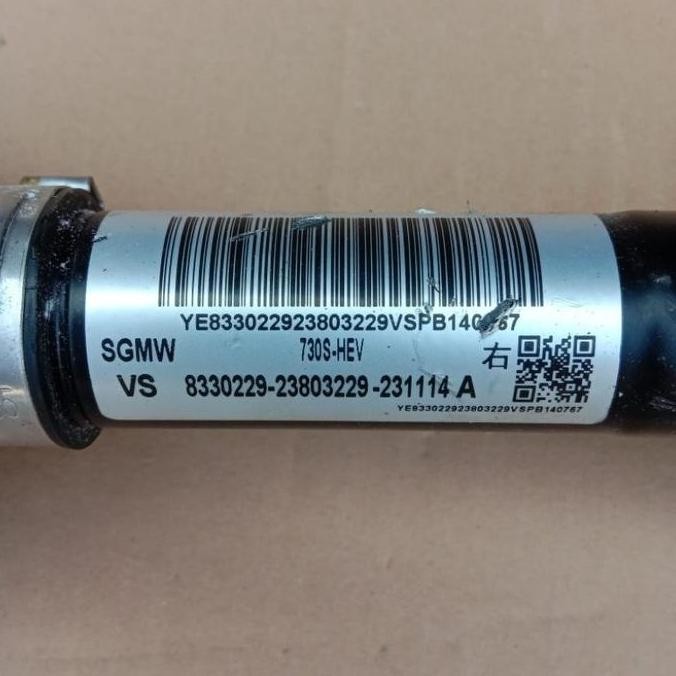 YE833022923803229VSPB140767
SGMW 730S-HEV 右
VS 8330229-23803229-231114 A
YE833022923803229VSPB140767